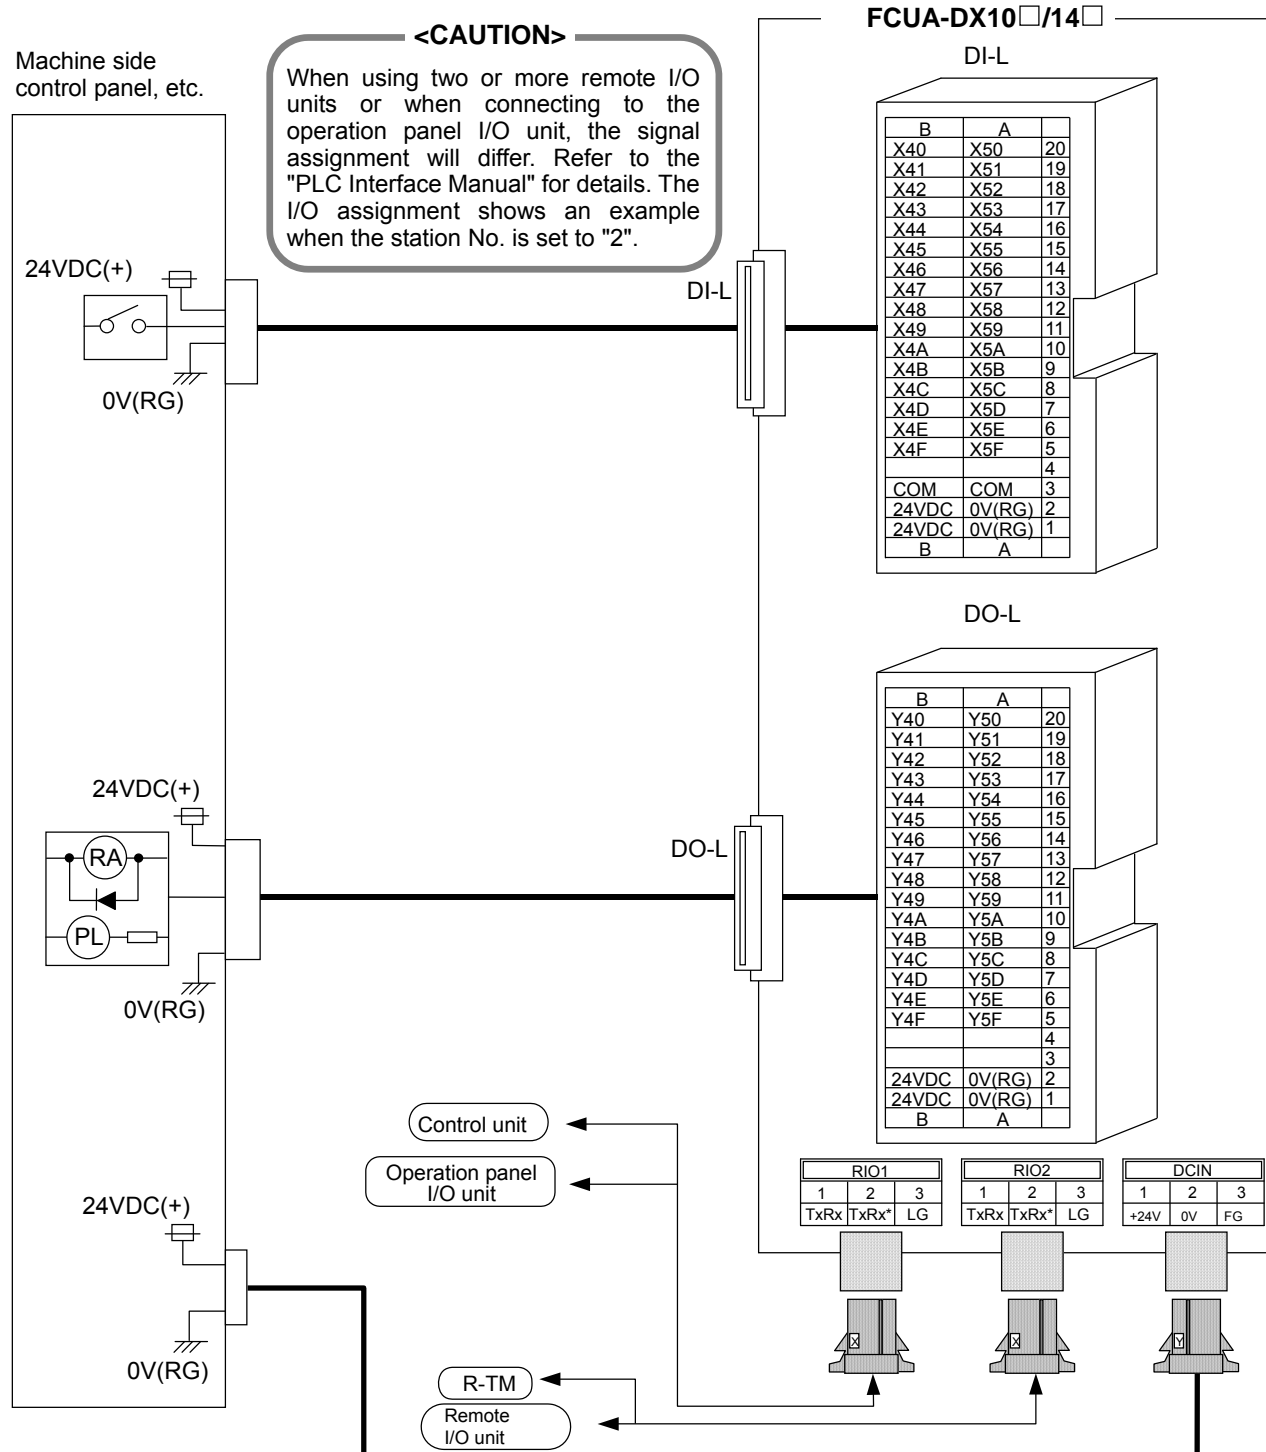 FCUA-DX10□/14□
<CAUTION>
When using two or more remote I/O
units or when connecting to the
operation panel I/O unit, the signal
assignment will differ. Refer to the
"PLC Interface Manual" for details. The
I/O assignment shows an example
when the station No. is set to "2".
Machine side
control panel, etc.
24VDC(+)
0V(RG)
DI-L
DI-L
B A
X40 X50 20
X41 X51 19
X42 X52 18
X43 X53 17
X44 X54 16
X45 X55 15
X46 X56 14
X47 X57 13
X48 X58 12
X49 X59 11
X4A X5A 10
X4B X5B 9
X4C X5C 8
X4D X5D 7
X4E X5E 6
X4F X5F 5
4
COM COM 3
24VDC 0V(RG) 2
24VDC 0V(RG) 1
B A
24VDC(+)
RA
PL
0V(RG)
DO-L
DO-L
B A
Y40 Y50 20
Y41 Y51 19
Y42 Y52 18
Y43 Y53 17
Y44 Y54 16
Y45 Y55 15
Y46 Y56 14
Y47 Y57 13
Y48 Y58 12
Y49 Y59 11
Y4A Y5A 10
Y4B Y5B 9
Y4C Y5C 8
Y4D Y5D 7
Y4E Y5E 6
Y4F Y5F 5
4
3
24VDC 0V(RG) 2
24VDC 0V(RG) 1
B A
Control unit
Operation panel
I/O unit
24VDC(+)
0V(RG)
RIO1
1 2 3
TxRx TxRx* LG
RIO2
1 2 3
TxRx TxRx* LG
DCIN
1 2 3
+24V 0V FG
X
X
Y
R-TM
Remote
I/O unit